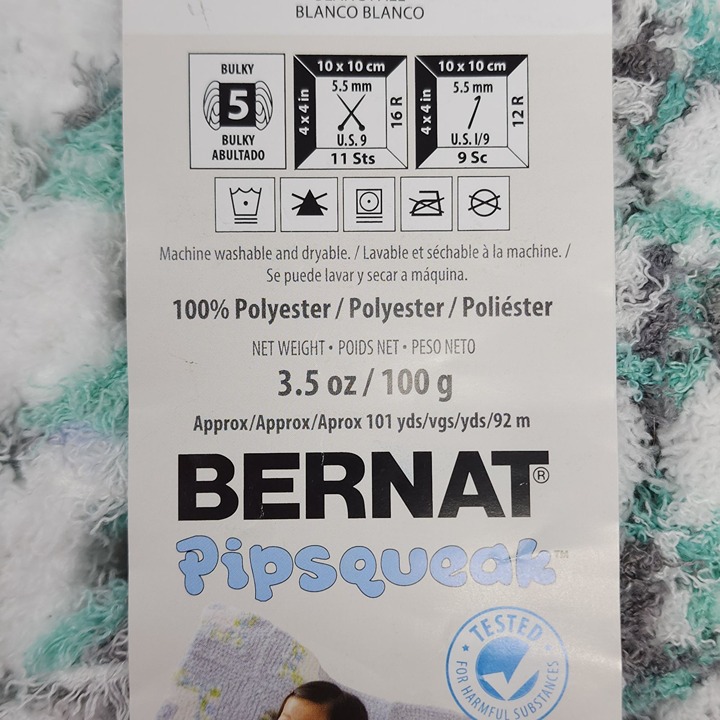 BLANCO BLANCO
BULKY
5
BULKY
ABULTADO
10 x 10 cm
4 x 4 in
5.5 mm
16 R
U.S. 9
11 Sts
10 x 10 cm
4 x 4 in
5.5 mm
12 R
U.S. I/9
9 Sc
Machine washable and dryable. / Lavable et séchable à la machine. /
Se puede lavar y secar a máquina.
100% Polyester / Polyester / Poliéster
NET WEIGHT • POIDS NET • PESO NETO
3.5 oz / 100 g
Approx/Approx/Aprox 101 yds/vgs/yds/92 m
BERNAT®
Pipsqueak™
TESTED
FOR HARMFUL SUBSTANCES